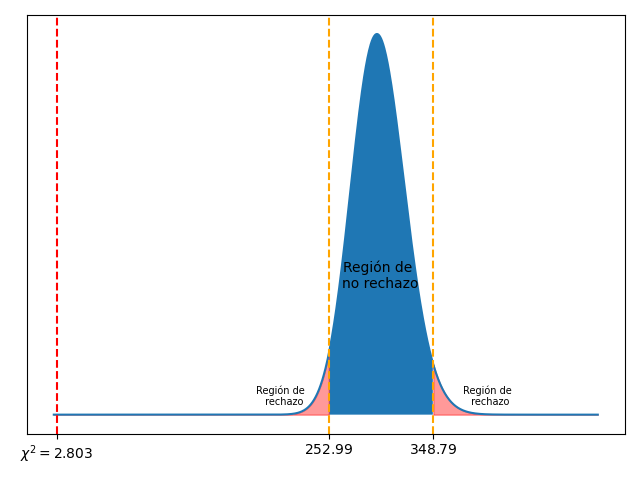 Región de
no rechazo
Región de
rechazo
Región de
rechazo
χ² = 2.803
252.99
348.79